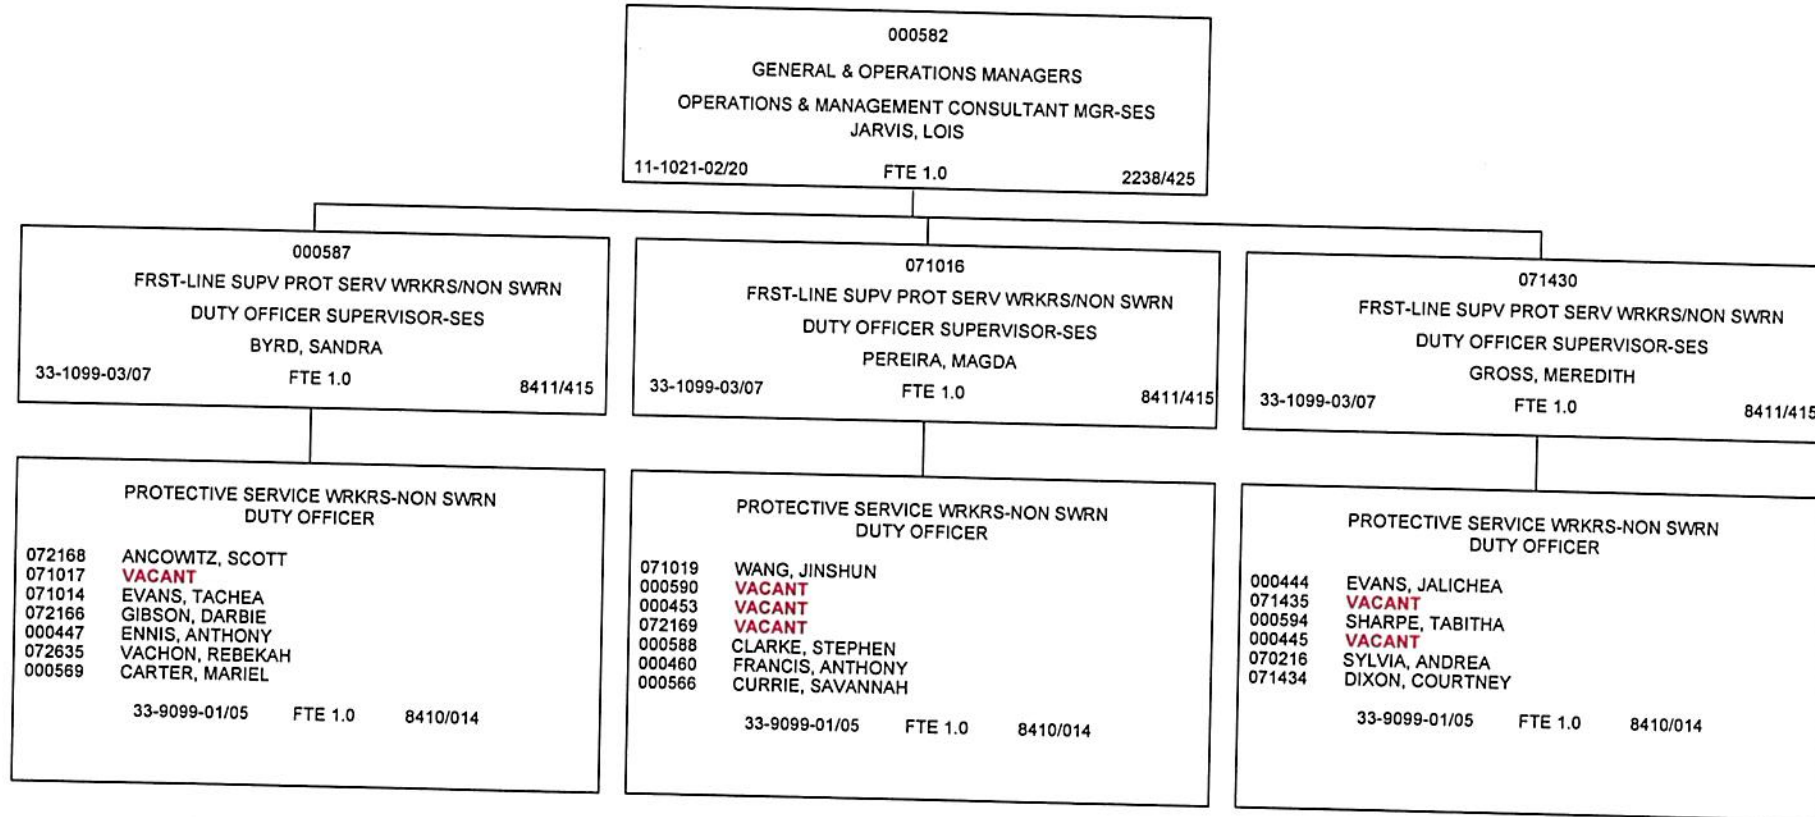 000582
GENERAL & OPERATIONS MANAGERS
OPERATIONS & MANAGEMENT CONSULTANT MGR-SES
JARVIS, LOIS
11-1021-02/20 FTE 1.0 2238/425
000587
FRST-LINE SUPV PROT SERV WRKRS/NON SWRN
DUTY OFFICER SUPERVISOR-SES
BYRD, SANDRA
33-1099-03/07 FTE 1.0 8411/415
071016
FRST-LINE SUPV PROT SERV WRKRS/NON SWRN
DUTY OFFICER SUPERVISOR-SES
PEREIRA, MAGDA
33-1099-03/07 FTE 1.0 8411/415
071430
FRST-LINE SUPV PROT SERV WRKRS/NON SWRN
DUTY OFFICER SUPERVISOR-SES
GROSS, MEREDITH
33-1099-03/07 FTE 1.0 8411/415
PROTECTIVE SERVICE WRKRS-NON SWRN
DUTY OFFICER
072168 ANCOWITZ, SCOTT
071017 VACANT
071014 EVANS, TACHEA
072166 GIBSON, DARBIE
000447 ENNIS, ANTHONY
072635 VACHON, REBEKAH
000569 CARTER, MARIEL
33-9099-01/05 FTE 1.0 8410/014
PROTECTIVE SERVICE WRKRS-NON SWRN
DUTY OFFICER
071019 WANG, JINSHUN
000590 VACANT
000453 VACANT
072169 VACANT
000588 CLARKE, STEPHEN
000460 FRANCIS, ANTHONY
000566 CURRIE, SAVANNAH
33-9099-01/05 FTE 1.0 8410/014
PROTECTIVE SERVICE WRKRS-NON SWRN
DUTY OFFICER
000444 EVANS, JALICHEA
071435 VACANT
000594 SHARPE, TABITHA
000445 VACANT
070216 SYLVIA, ANDREA
071434 DIXON, COURTNEY
33-9099-01/05 FTE 1.0 8410/014